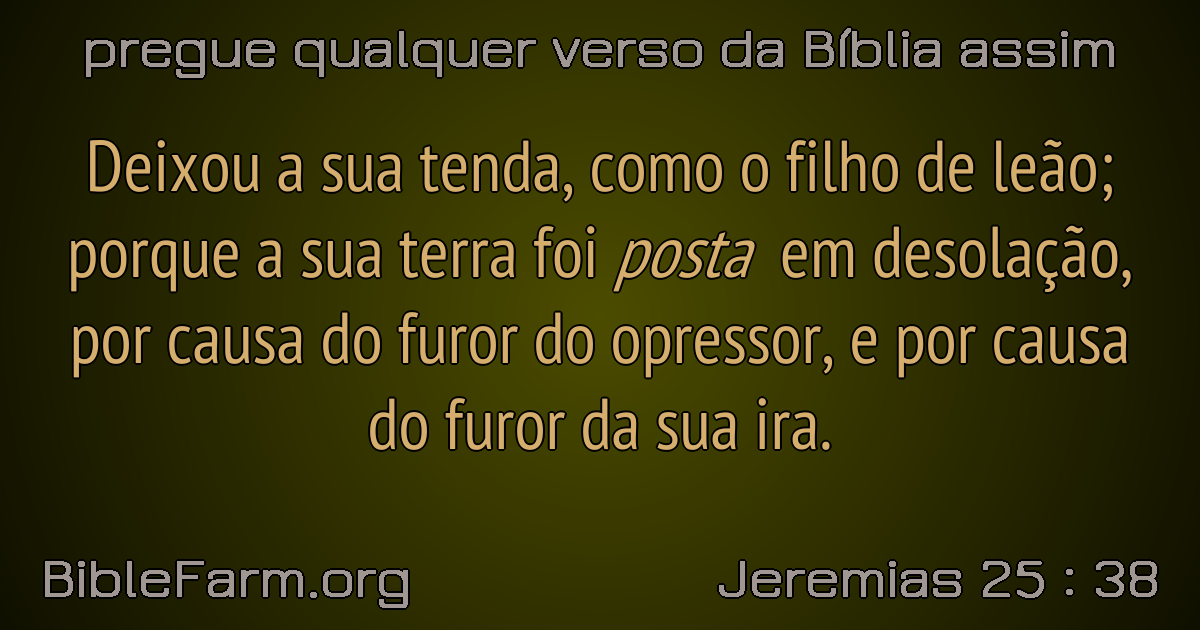 pregue qualquer verso da Bíblia assim
Deixou a sua tenda, como o filho de leão;
porque a sua terra foi posta em desolação,
por causa do furor do opressor, e por causa
do furor da sua ira.
BibleFarm.org
Jeremias 25 : 38